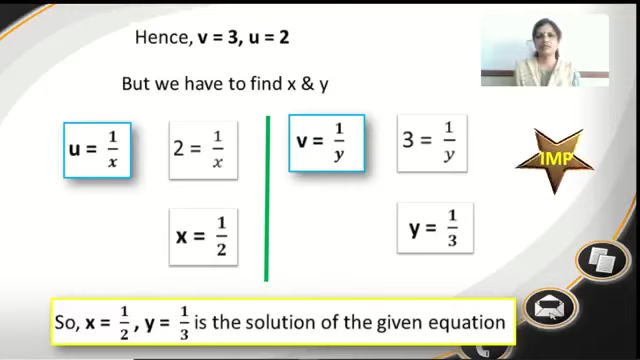 Hence, v = 3, u = 2
But we have to find x & y
u = 1/x
2 = 1/x
v = 1/y
3 = 1/y
IMP
x = 1/2
y = 1/3
So, x = 1/2 , y = 1/3 is the solution of the given equation